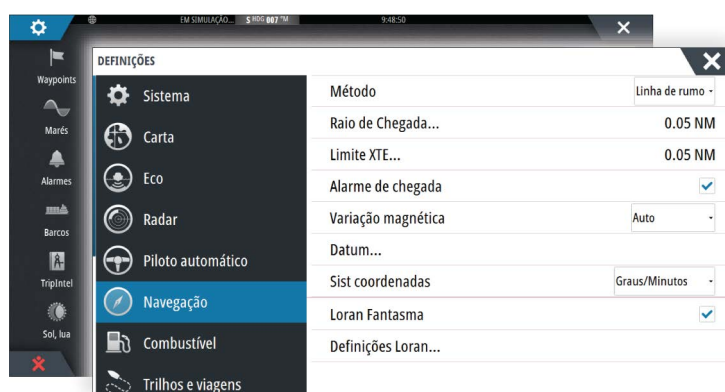 EM SIMULAÇÃO... S HDG 007 °M 9:48:50
DEFINIÇÕES
Waypoints
Marés
Alarmes
Barcos
TripIntel
Sol, lua
Sistema
Carta
Eco
Radar
Piloto automático
Navegação
Combustível
Trilhos e viagens
Método Linha de rumo
Raio de Chegada... 0.05 NM
Limite XTE... 0.05 NM
Alarme de chegada
Variação magnética Auto
Datum...
Sist coordenadas Graus/Minutos
Loran Fantasma
Definições Loran...